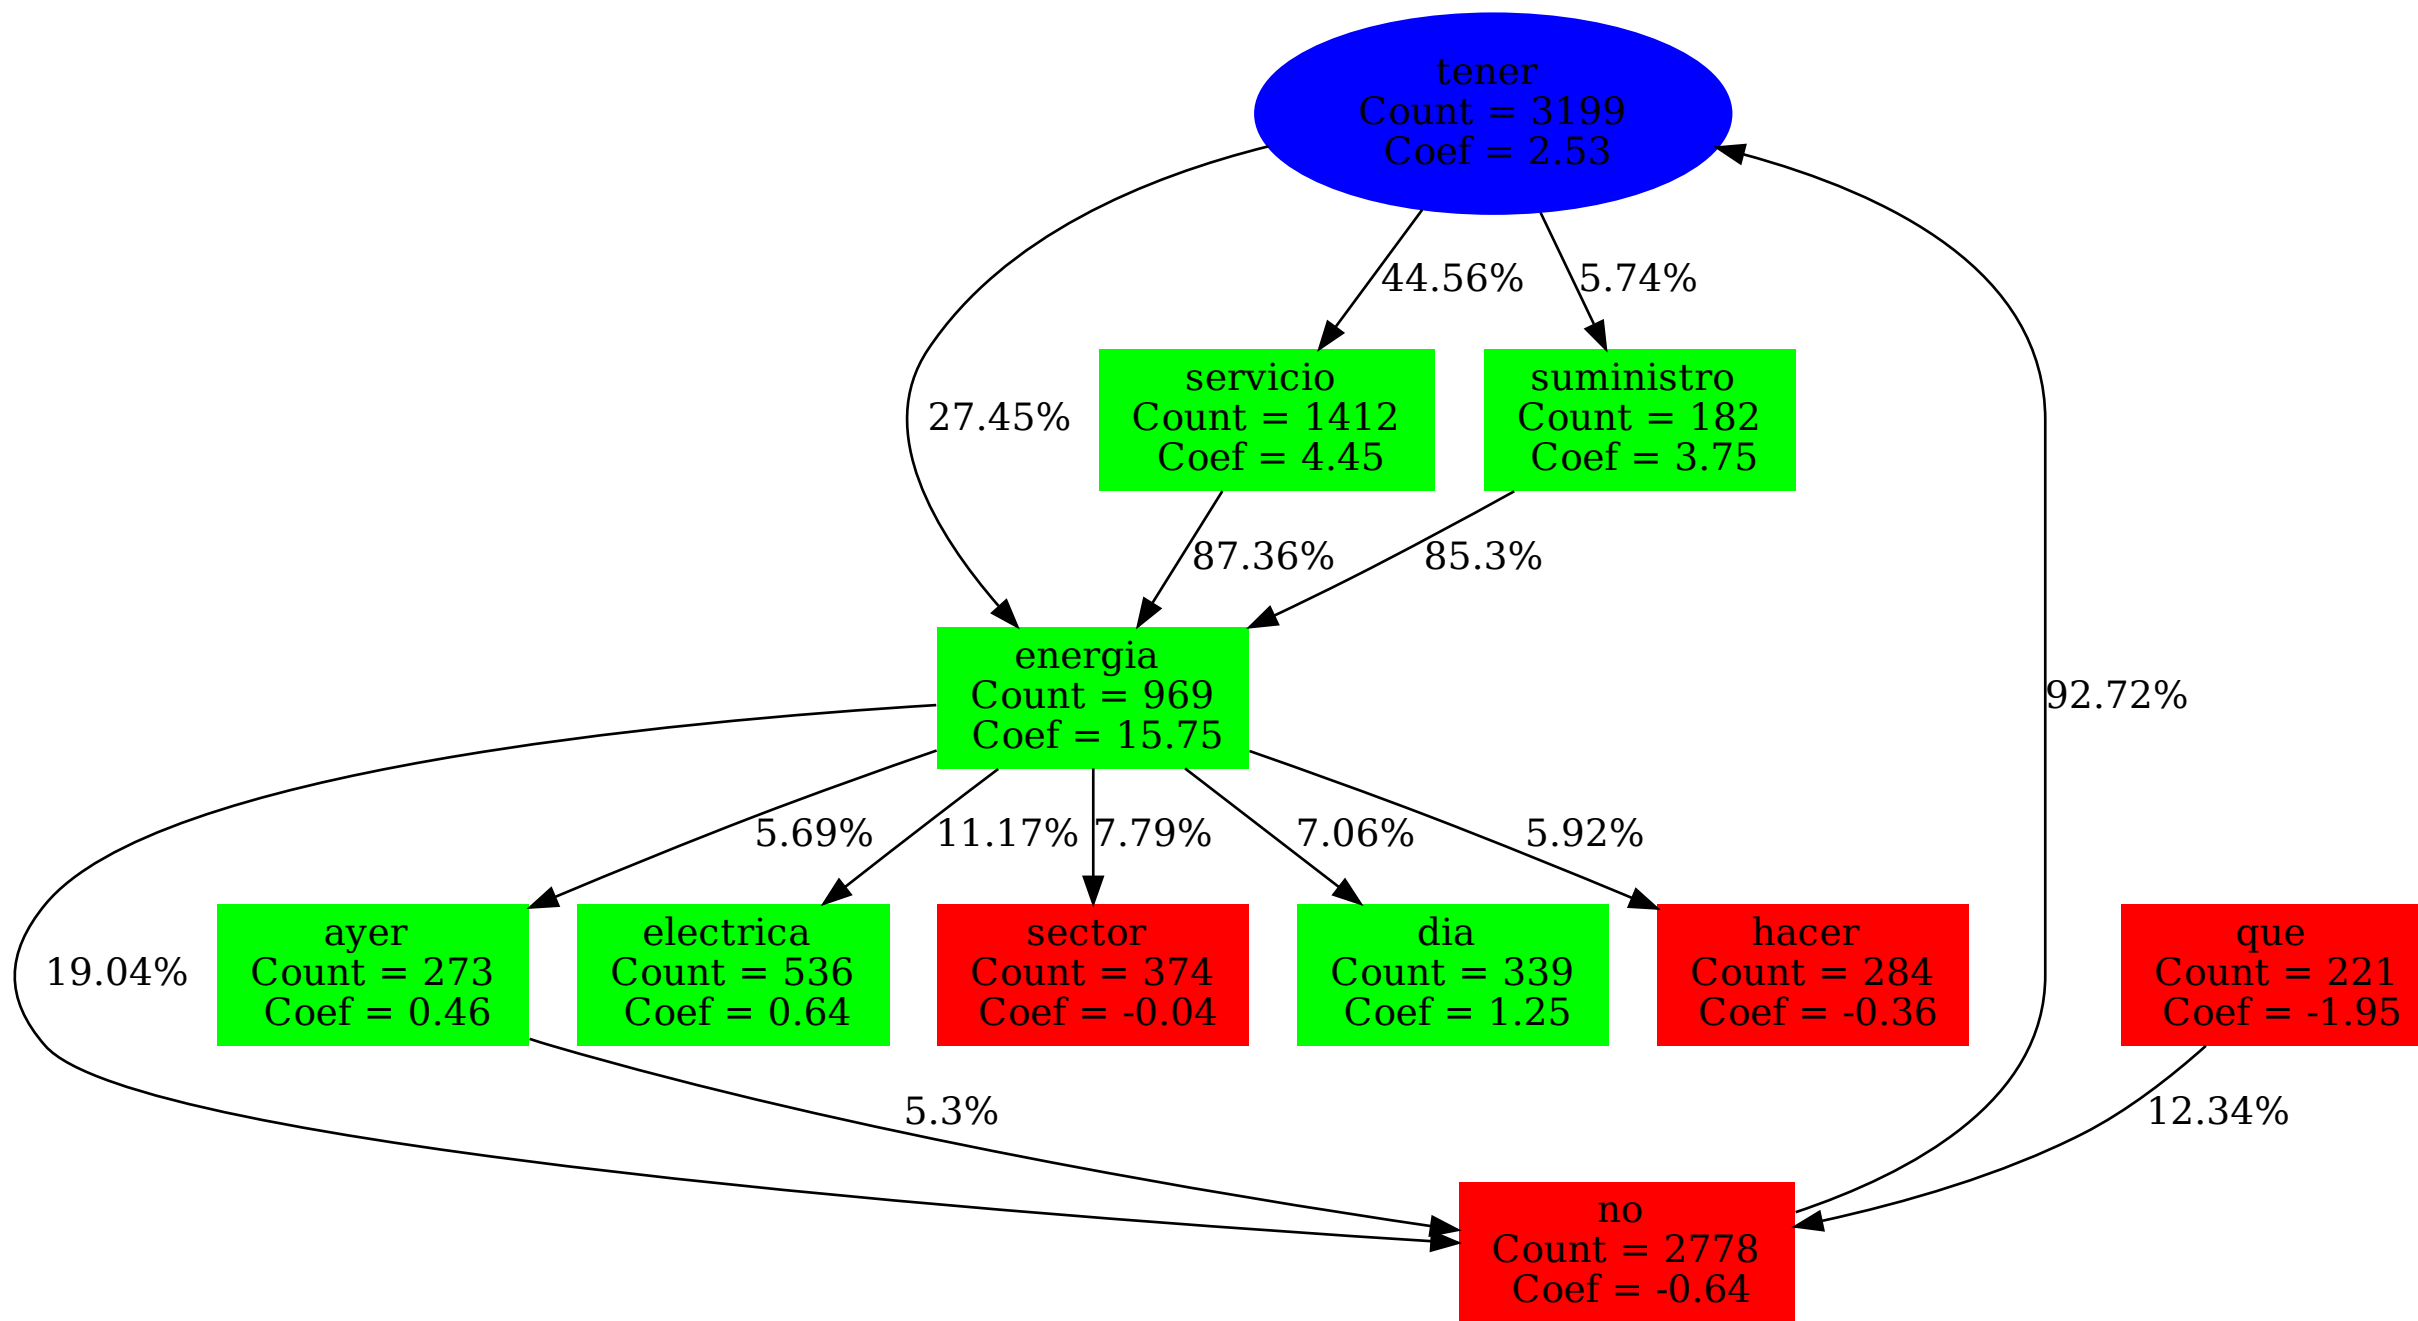 tener
Count = 3199
Coef = 2.53
44.56%
5.74%
27.45%
servicio
Count = 1412
Coef = 4.45
suministro
Count = 182
Coef = 3.75
87.36%
85.3%
energia
Count = 969
Coef = 15.75
92.72%
5.69%
11.17%
7.79%
7.06%
5.92%
19.04%
ayer
Count = 273
Coef = 0.46
electrica
Count = 536
Coef = 0.64
sector
Count = 374
Coef = -0.04
dia
Count = 339
Coef = 1.25
hacer
Count = 284
Coef = -0.36
que
Count = 221
Coef = -1.95
5.3%
12.34%
no
Count = 2778
Coef = -0.64